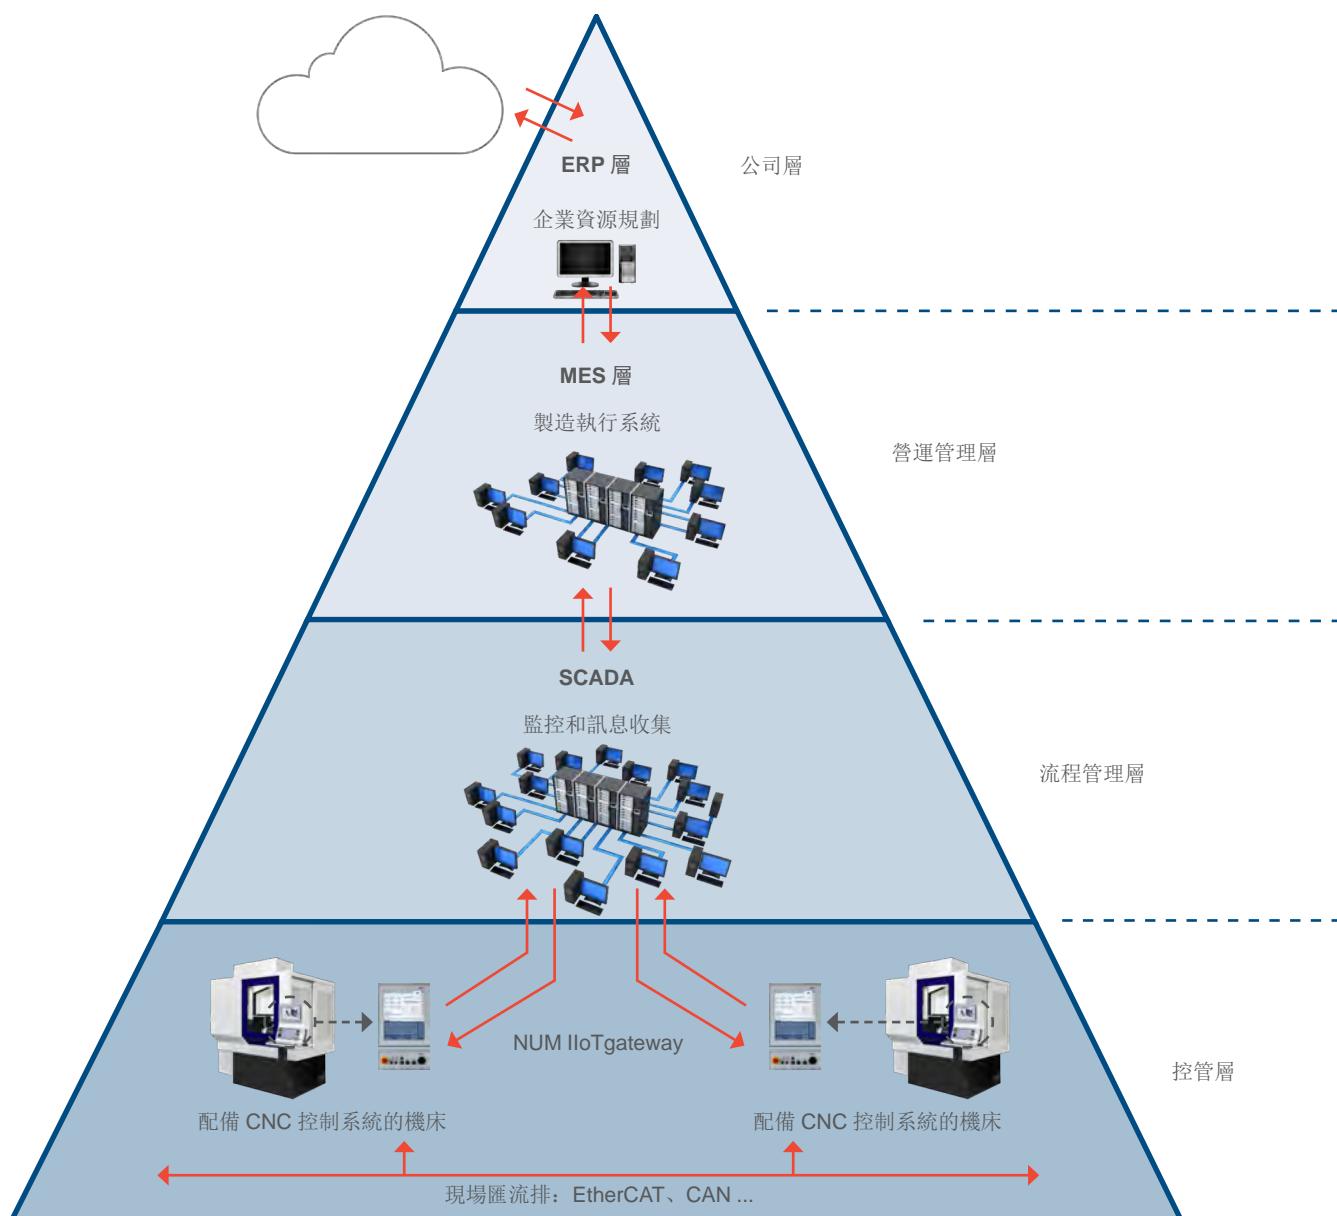 ERP 層
公司層
企業資源規劃
MES 層
製造執行系統
營運管理層
SCADA
監控和訊息收集
流程管理層
NUM IIoTgateway
控管層
配備 CNC 控制系統的機床
配備 CNC 控制系統的機床
現場匯流排：EtherCAT、CAN ...